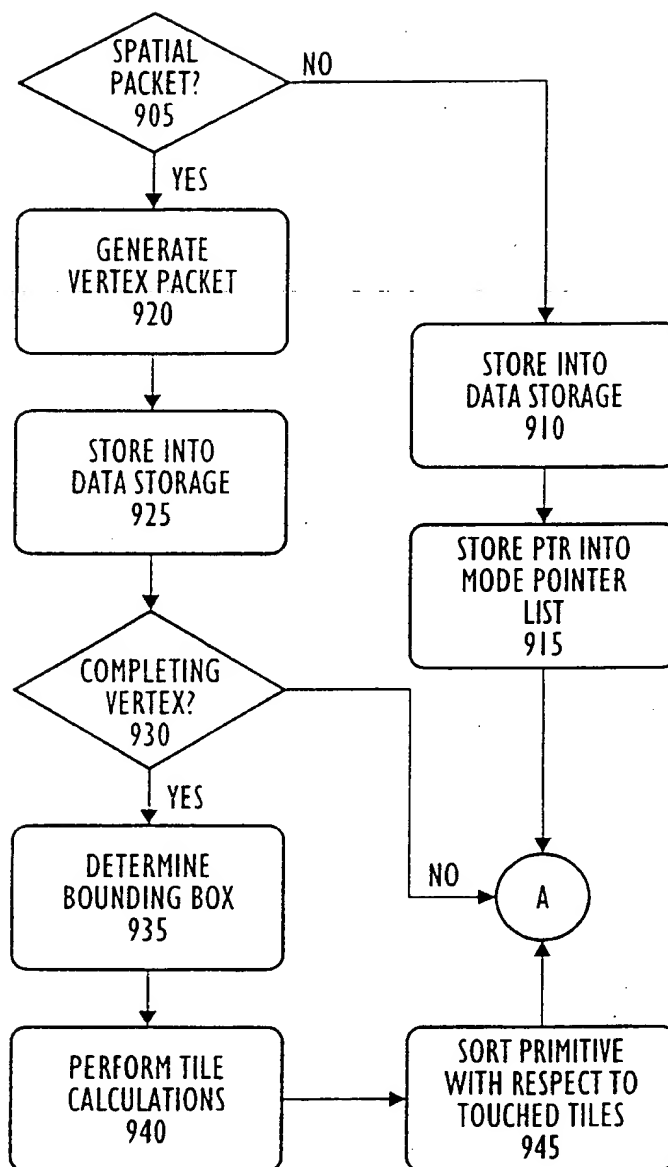 SPATIAL
PACKET?
905
NO
YES
GENERATE
VERTEX PACKET
920
STORE INTO
DATA STORAGE
925
STORE INTO
DATA STORAGE
910
STORE PTR INTO
MODE POINTER
LIST
915
COMPLETING
VERTEX?
930
YES
NO
A
DETERMINE
BOUNDING BOX
935
PERFORM TILE
CALCULATIONS
940
SORT PRIMITIVE
WITH RESPECT TO
TOUCHED TILES
945